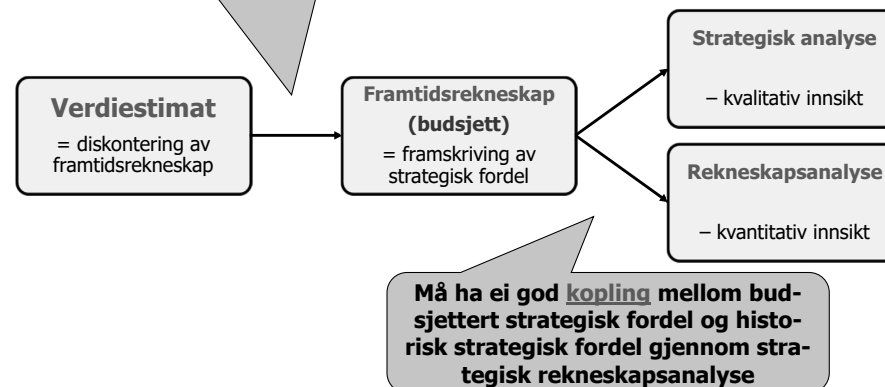 Verdiestimat
= diskontering av
framtidsrekneskap
Framtidsrekneskap
(budsjett)
= framskriving av
strategisk fordel
Strategisk analyse
– kvalitativ innsikt
Rekneskapsanalyse
– kvantitativ innsikt
Må ha ei god kopling mellom bud-
sjettert strategisk fordel og histo-
risk strategisk fordel gjennom stra-
tegisk rekneskapsanalyse